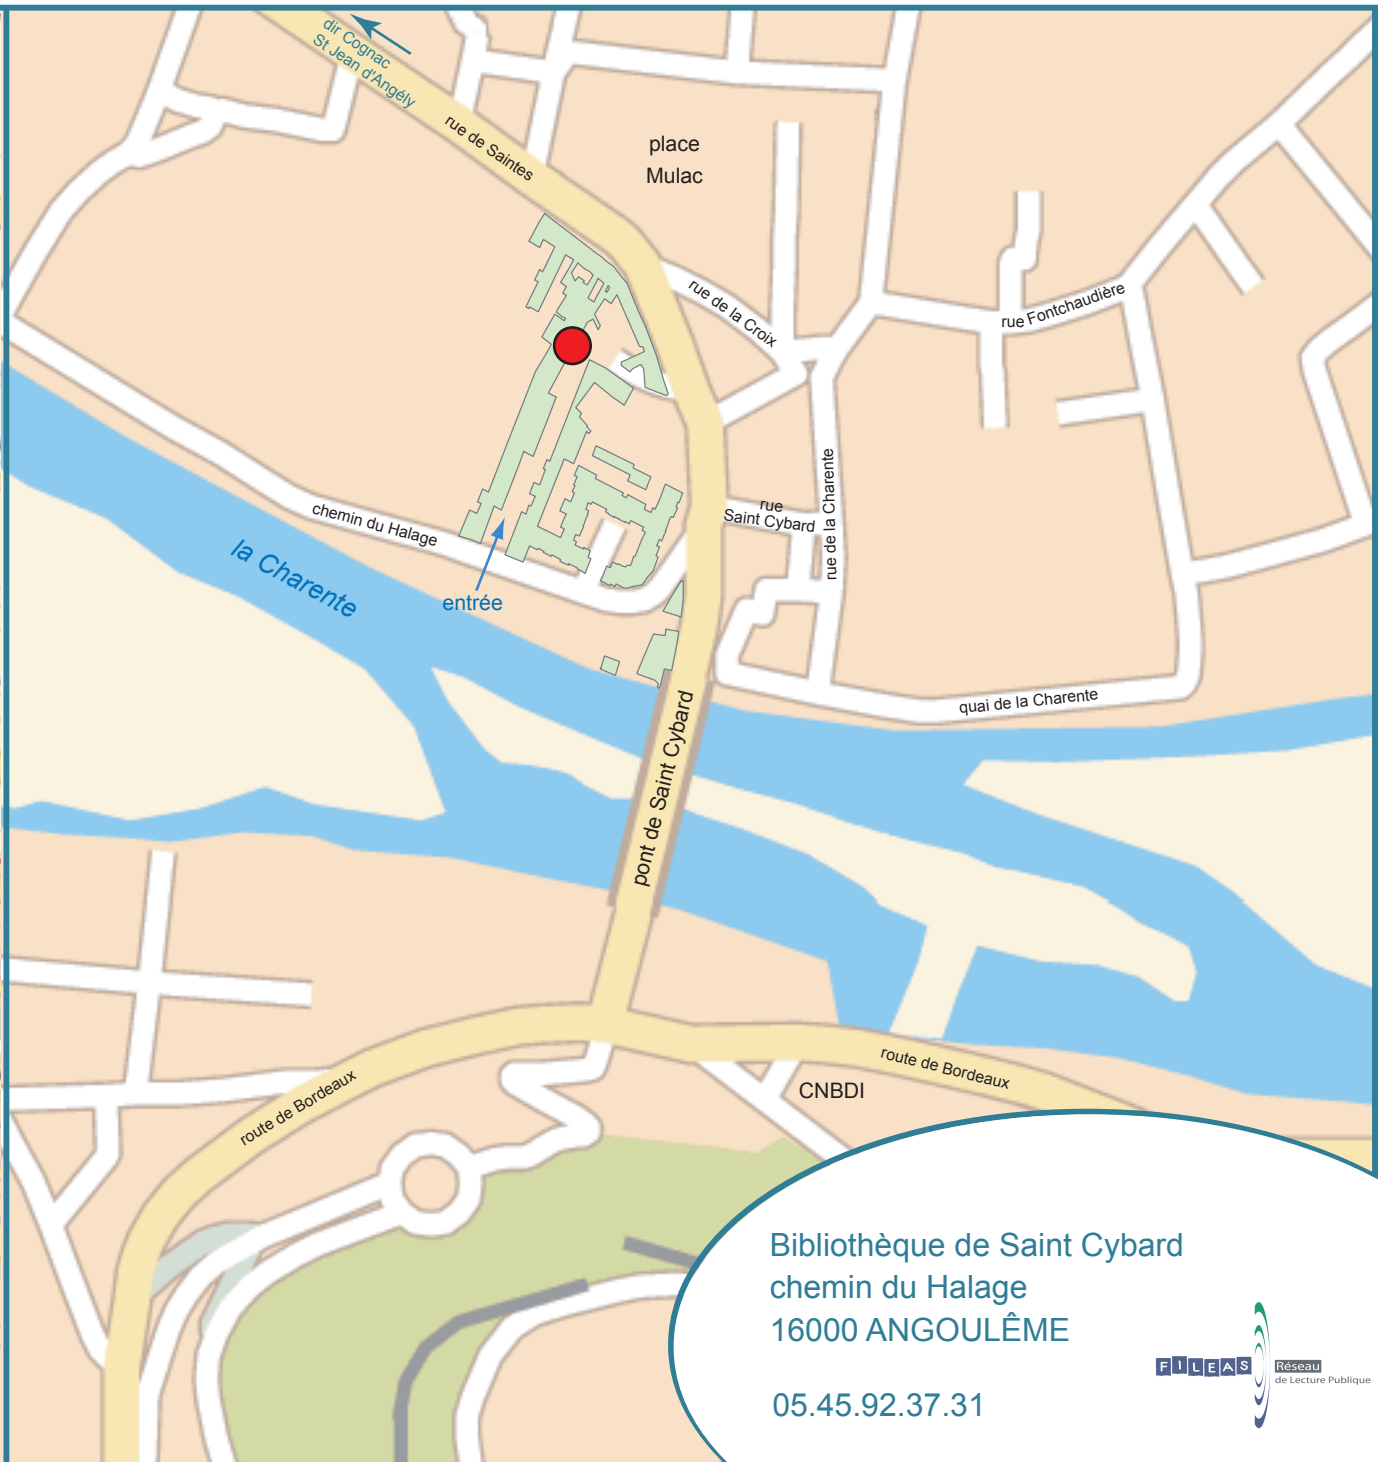 dir Cognac
St Jean d'Angély
rue de Saintes
place
Mulac
rue de la Croix
rue Fontchaudière
rue de la Charente
rue
Saint Cybard
chemin du Halage
la Charente
entrée
quai de la Charente
pont de Saint Cybard
route de Bordeaux
route de Bordeaux
CNBDI
Bibliothèque de Saint Cybard
chemin du Halage
16000 ANGOULÊME
05.45.92.37.31
FILEAS
Réseau
de Lecture Publique